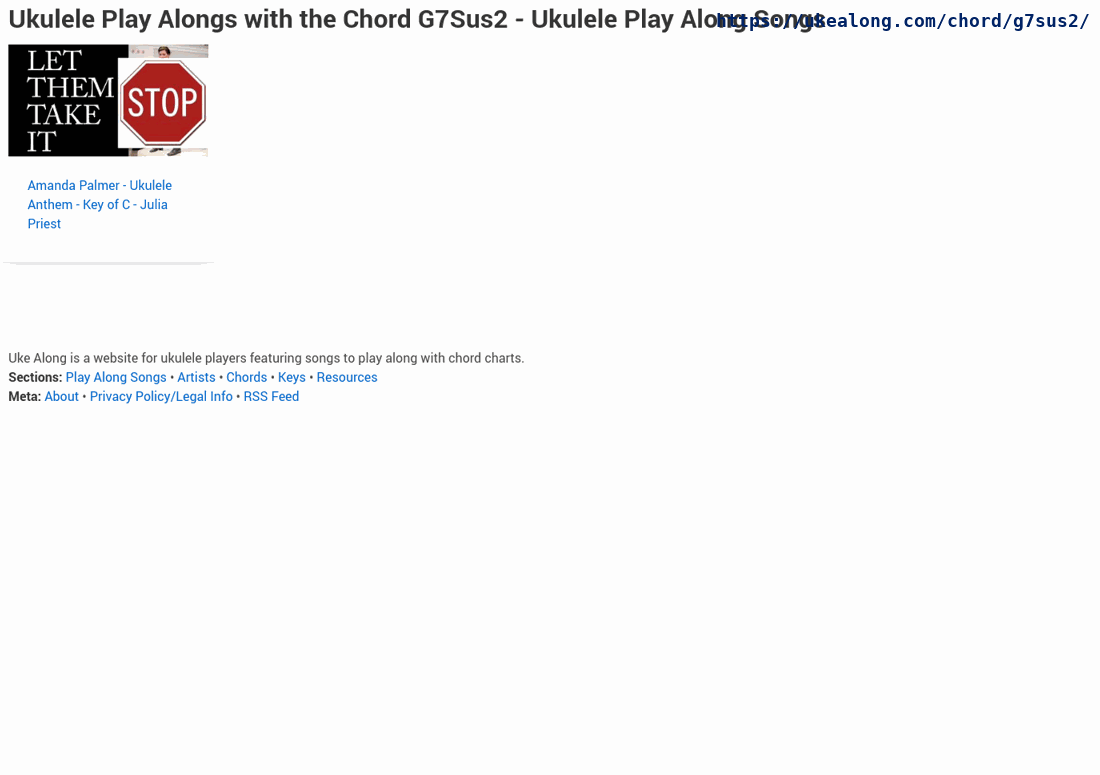 Ukulele Play Alongs with the Chord G7Sus2 - Ukulele Play Along Songs
https://ukealong.com/chord/g7sus2/
LET
THEM
TAKE
IT
STOP
Amanda Palmer - Ukulele
Anthem - Key of C - Julia
Priest
Uke Along is a website for ukulele players featuring songs to play along with chord charts.
Sections: Play Along Songs • Artists • Chords • Keys • Resources
Meta: About • Privacy Policy/Legal Info • RSS Feed